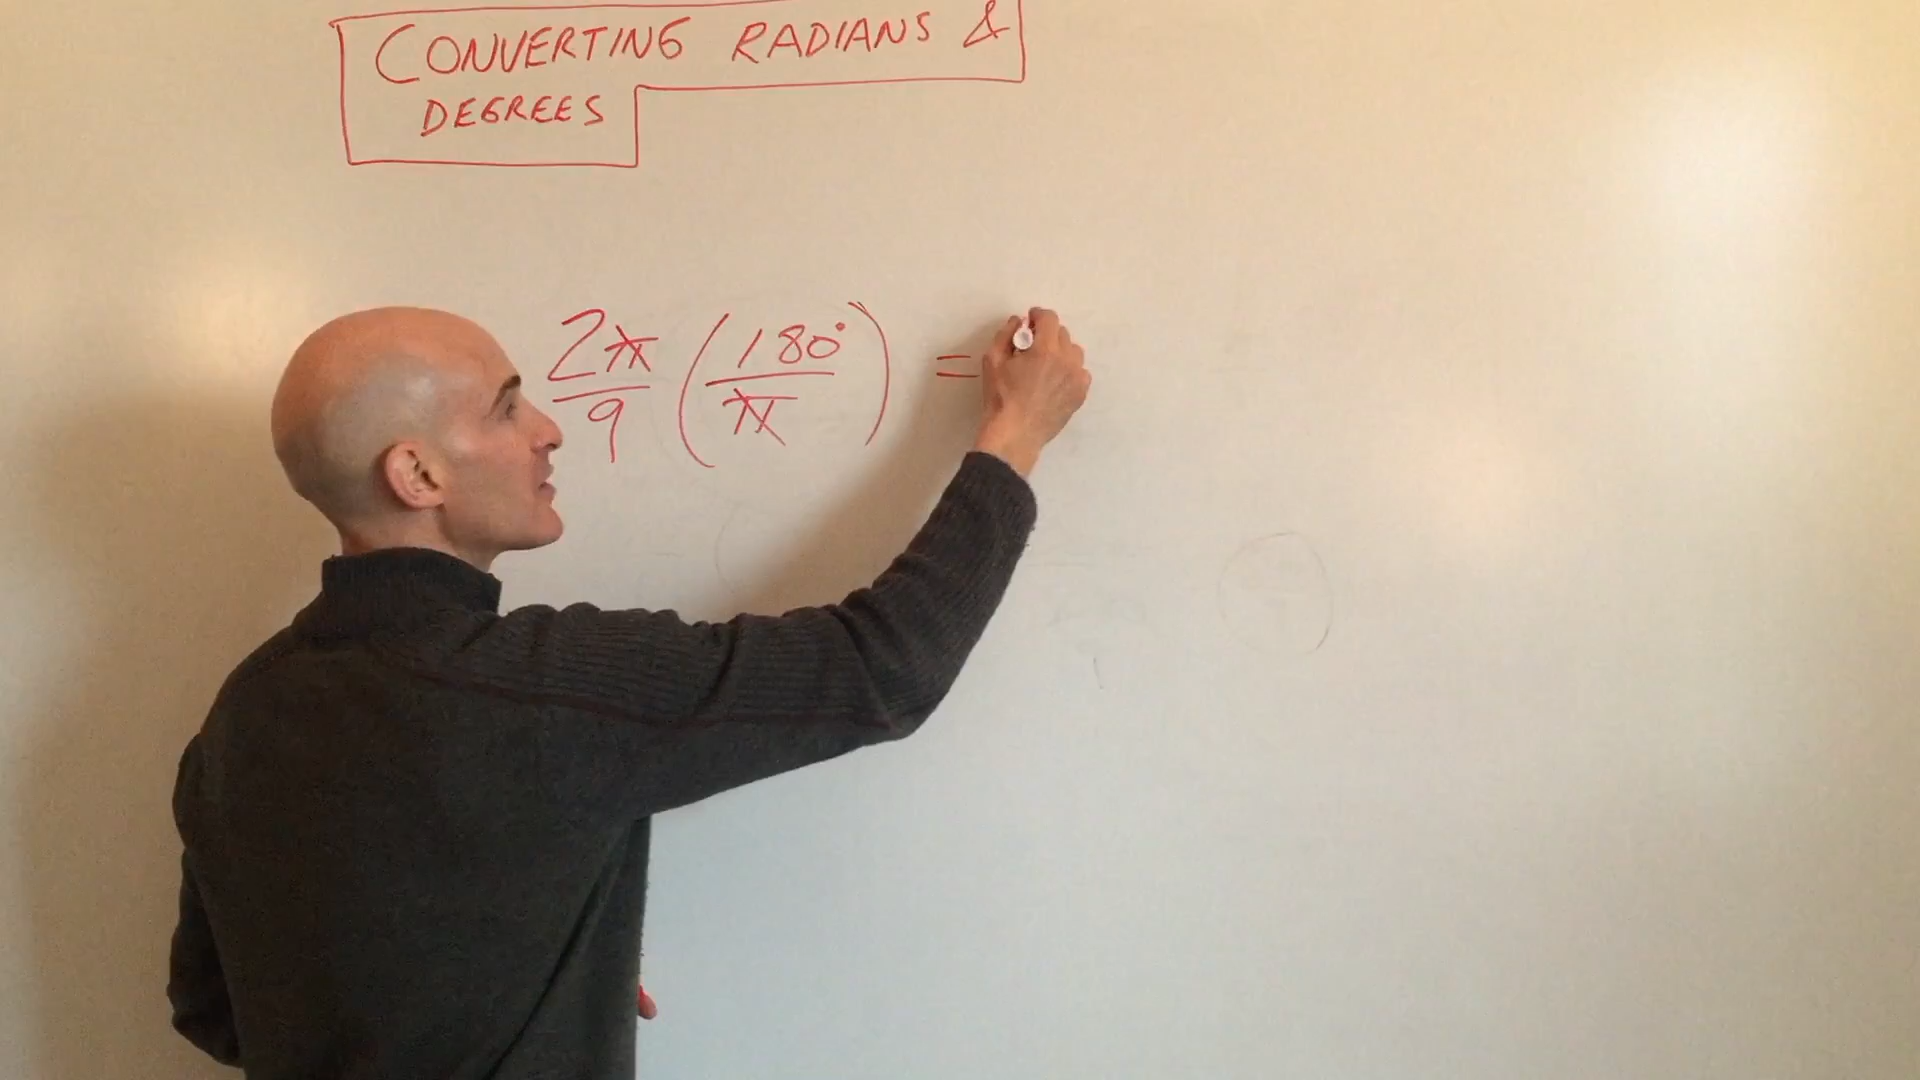 CONVERTING RADIANS &
DEGREES
2π/9 (180°/π) =